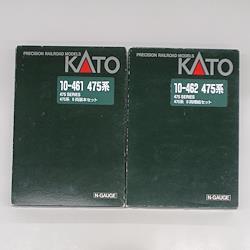 PRECISION RAILROAD MODELS
KATO
10-461 475系
475 SERIES
475系 6両基本セット
N-GAUGE
PRECISION RAILROAD MODELS
KATO
10-462 475系
475 SERIES
475系 6両増結セット
N-GAUGE